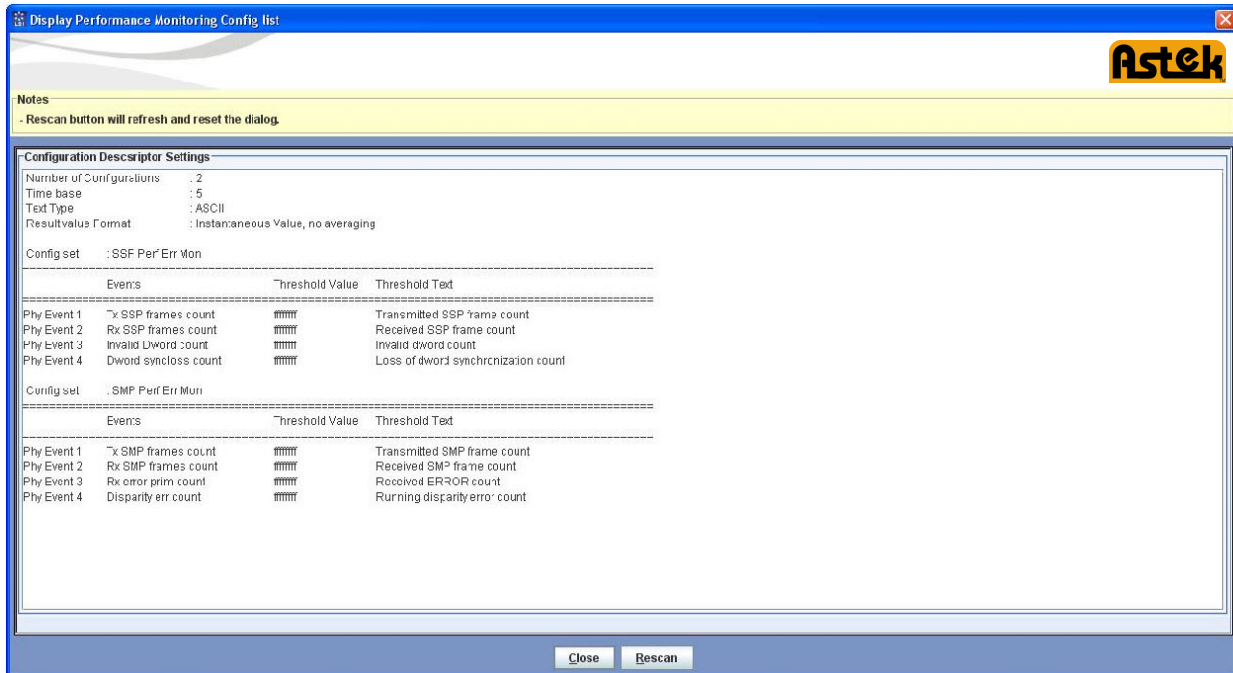 Display Performance Monitoring Config list
Astek
Notes
- Rescan button will refresh and reset the dialog.
Configuration Descsriptor Settings
Number of Configurations : 2
Time base : 5
Text Type : ASCII
Result value Format : Instantaneous Value, no averaging
Config set : SSP Perf Err Mon
Events Threshold Value Threshold Text
Phy Event 1 Tx SSP frames count ffffffff Transmitted SSP frame count
Phy Event 2 Rx SSP frames count ffffffff Received SSP frame count
Phy Event 3 Invalid Dword count ffffffff Invalid dword count
Phy Event 4 Dword syncloss count ffffffff Loss of dword synchronization count
Config set : SMP Perf Err Mon
Events Threshold Value Threshold Text
Phy Event 1 Tx SMP frames count ffffffff Transmitted SMP frame count
Phy Event 2 Rx SMP frames count ffffffff Received SMP frame count
Phy Event 3 Rx error prim count ffffffff Received ERROR count
Phy Event 4 Disparity err count ffffffff Running disparity error count
Close Rescan